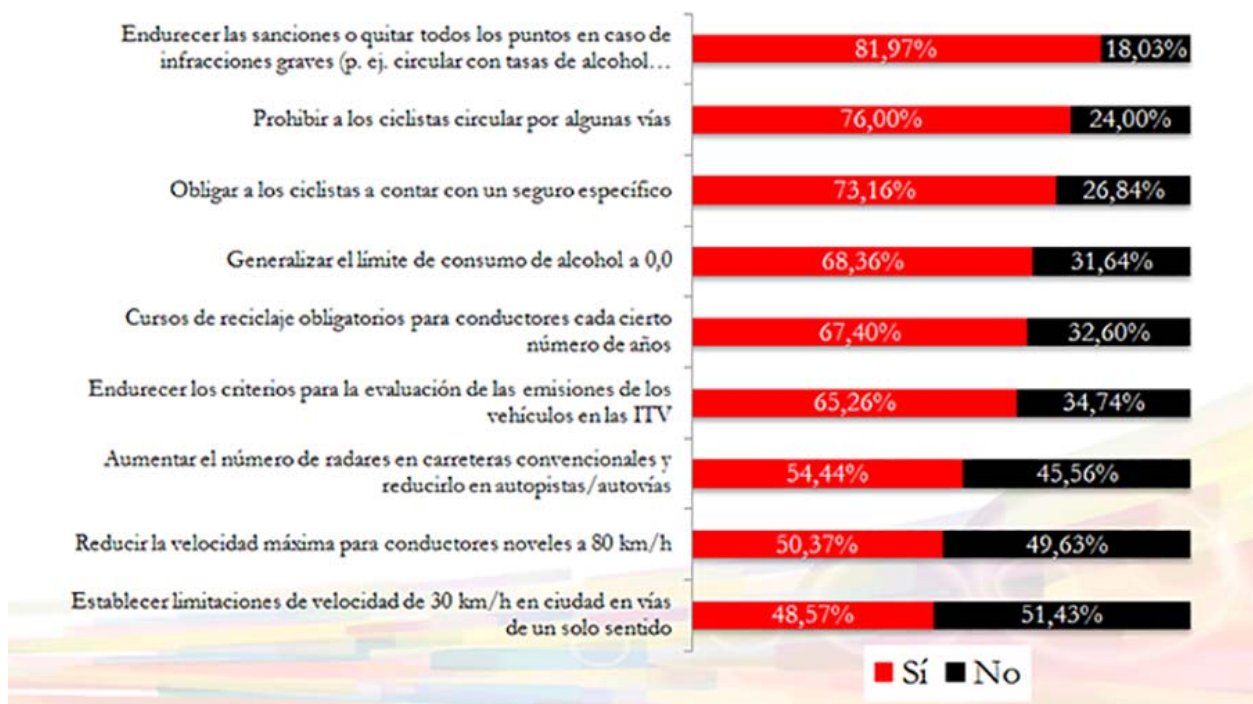 Endurecer las sanciones o quitar todos los puntos en caso de
infracciones graves (p. ej. circular con tasas de alcohol…
81,97% 18,03%
Prohibir a los ciclistas circular por algunas vías
76,00% 24,00%
Obligar a los ciclistas a contar con un seguro específico
73,16% 26,84%
Generalizar el límite de consumo de alcohol a 0,0
68,36% 31,64%
Cursos de reciclaje obligatorios para conductores cada cierto
número de años
67,40% 32,60%
Endurecer los criterios para la evaluación de las emisiones de los
vehículos en las ITV
65,26% 34,74%
Aumentar el número de radares en carreteras convencionales y
reducirlo en autopistas/autovías
54,44% 45,56%
Reducir la velocidad máxima para conductores noveles a 80 km/h
50,37% 49,63%
Establecer limitaciones de velocidad de 30 km/h en ciudad en vías
de un solo sentido
48,57% 51,43%
Sí No